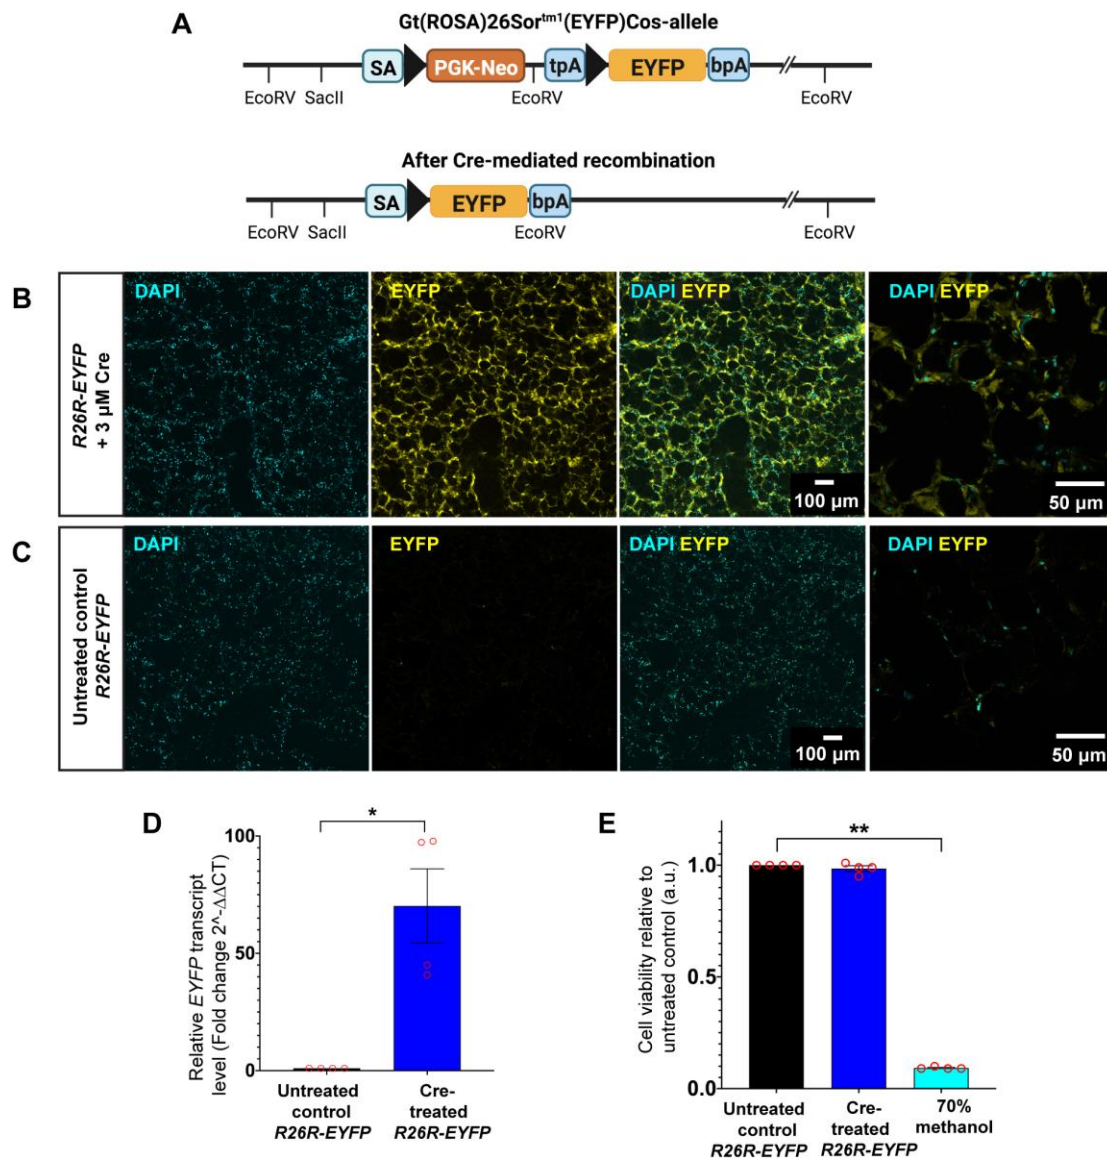 A
Gt(ROSA)26Sor^tm1(EYFP)Cos-allele
SA PGK-Neo tpA EYFP bpA
EcoRV SacII EcoRV EcoRV
After Cre-mediated recombination
SA EYFP bpA
EcoRV SacII EcoRV EcoRV
B
R26R-EYFP
+ 3 µM Cre
DAPI
EYFP
DAPI EYFP
100 µm
DAPI EYFP
50 µm
C
Untreated control
R26R-EYFP
DAPI
EYFP
DAPI EYFP
100 µm
DAPI EYFP
50 µm
D
Relative EYFP transcript
level (Fold change 2^-ΔΔCT)
100
50
0
*
Untreated
control
R26R-EYFP
Cre-
treated
R26R-EYFP
E
Cell viability relative to
untreated control (a.u.)
1.0
0.5
0.0
**
Untreated
control
R26R-EYFP
Cre-
treated
R26R-EYFP
70%
methanol